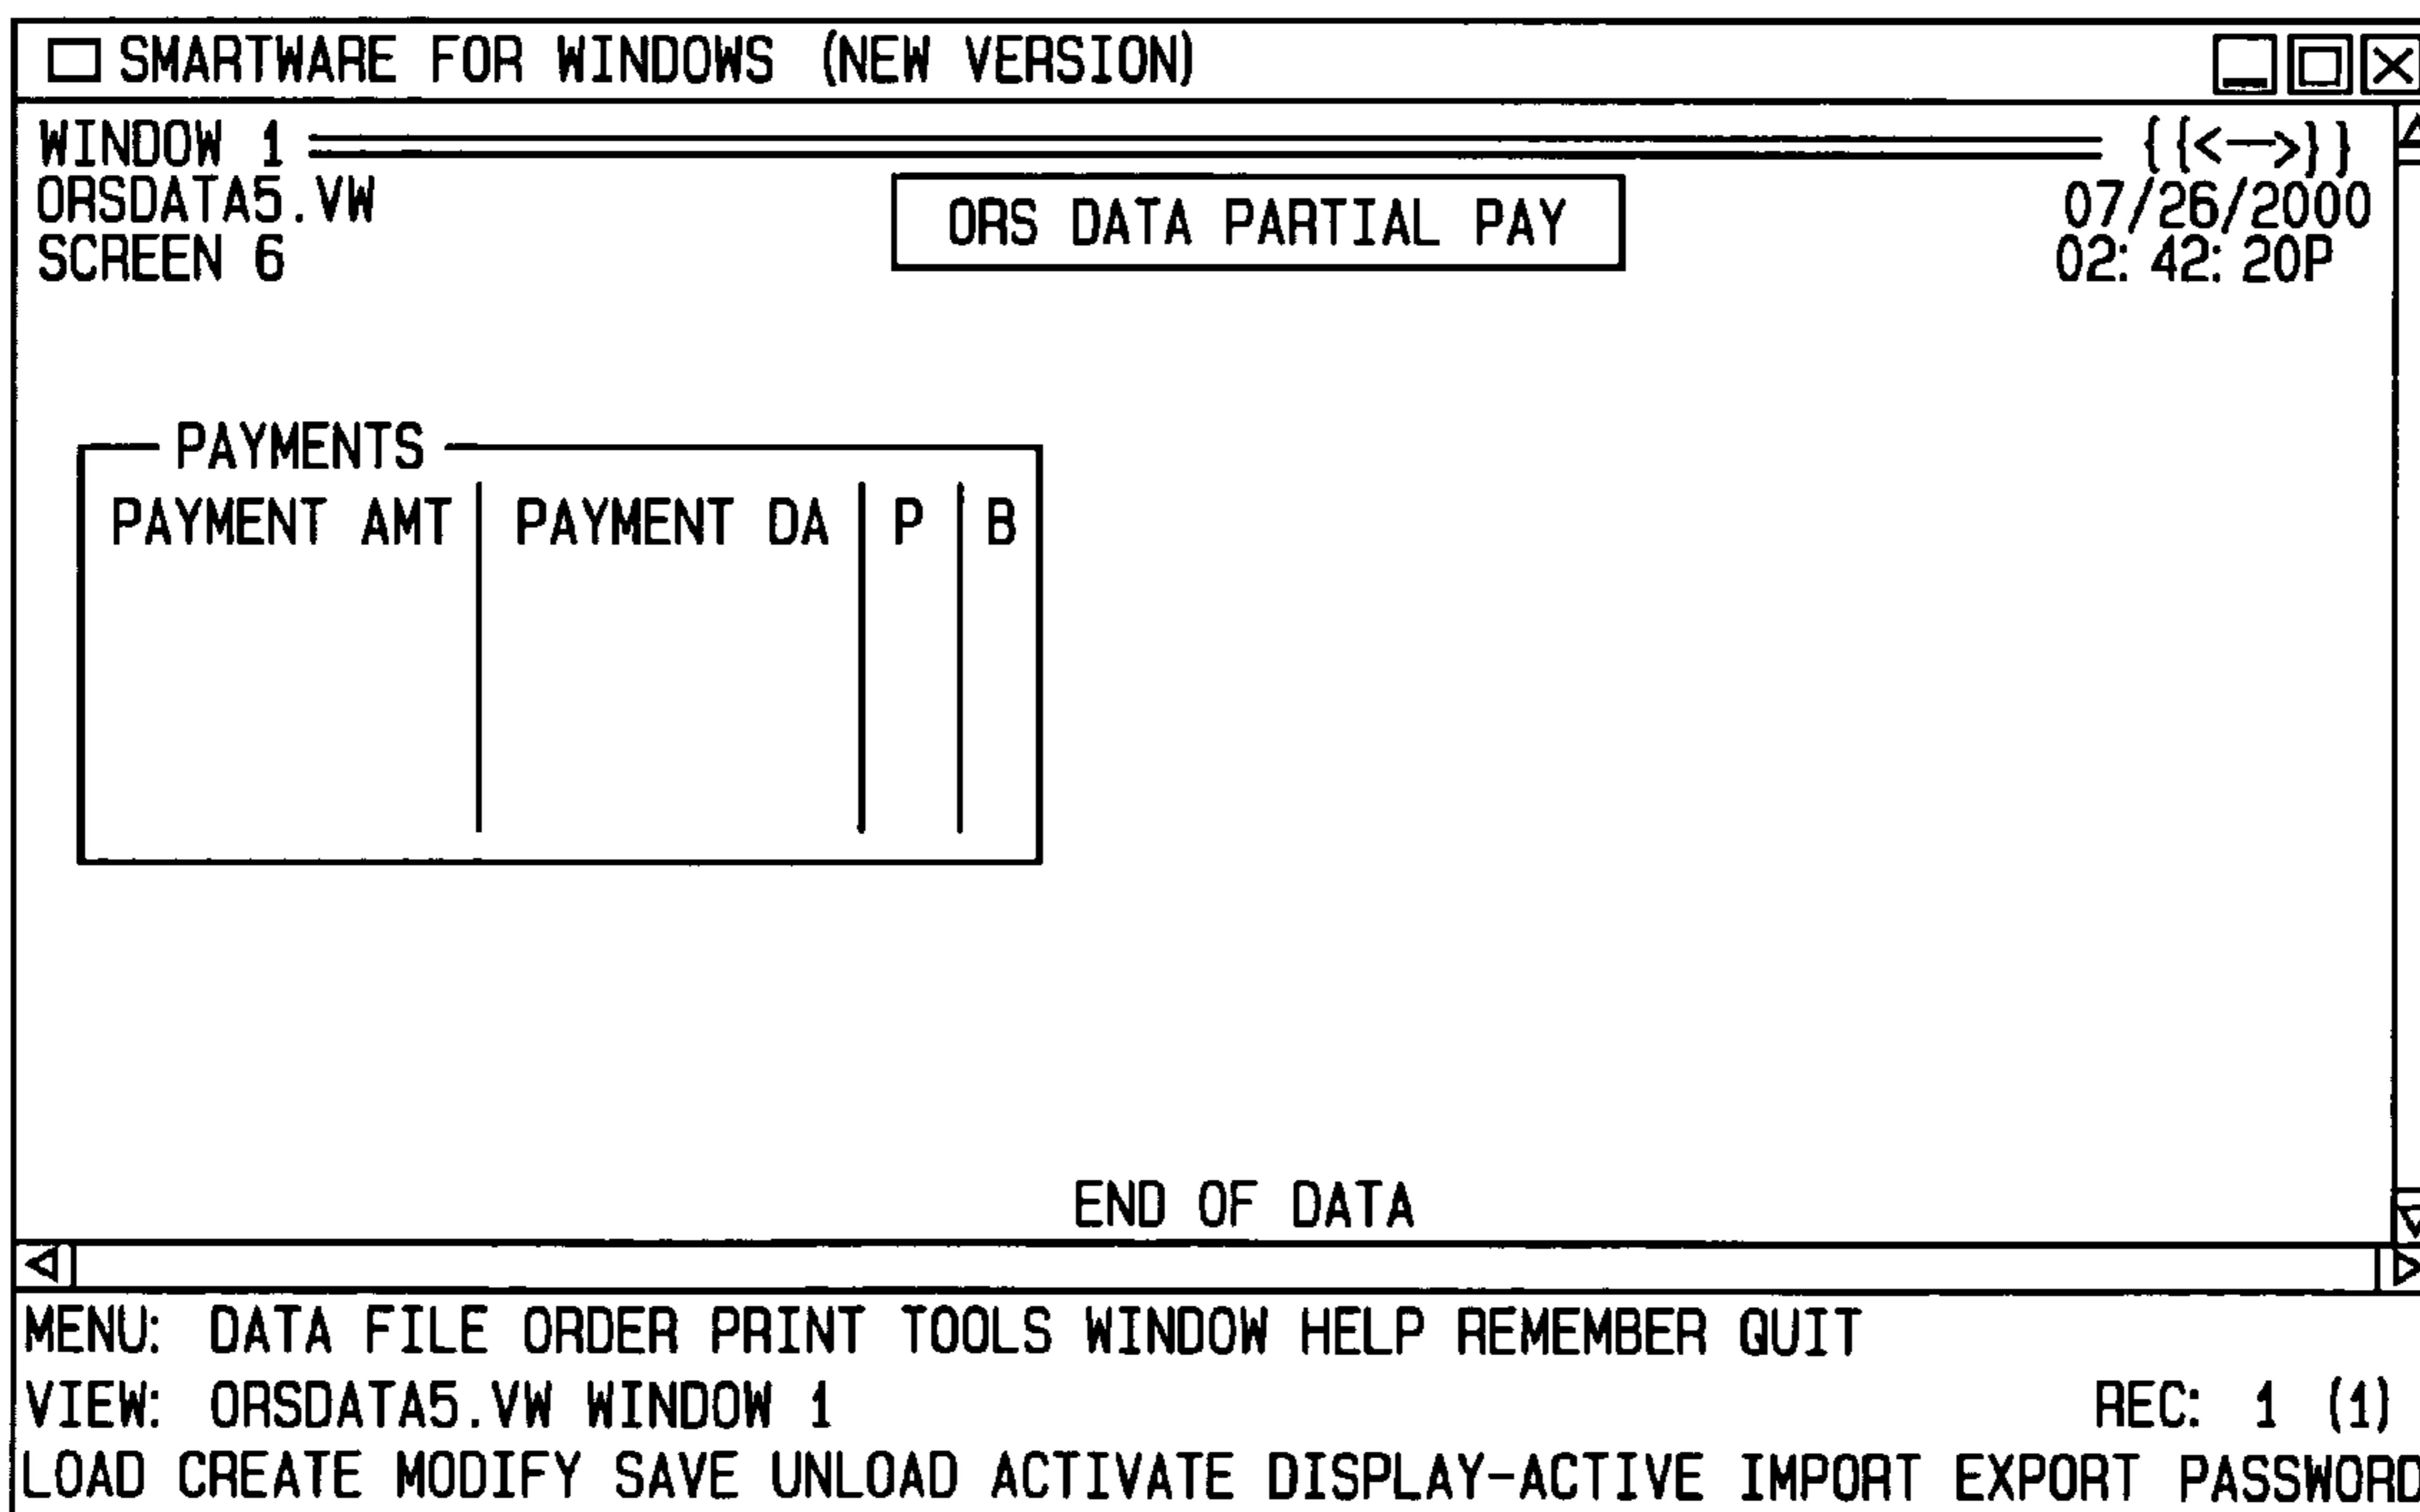 SMARTWARE FOR WINDOWS (NEW VERSION)
WINDOW 1 {{<—>}}
ORSDATA5.VW 07/26/2000
SCREEN 6 ORS DATA PARTIAL PAY 02: 42: 20P
PAYMENTS
PAYMENT AMT PAYMENT DA P B
END OF DATA
MENU: DATA FILE ORDER PRINT TOOLS WINDOW HELP REMEMBER QUIT
VIEW: ORSDATA5.VW WINDOW 1 REC: 1 (1)
LOAD CREATE MODIFY SAVE UNLOAD ACTIVATE DISPLAY-ACTIVE IMPORT EXPORT PASSWORD